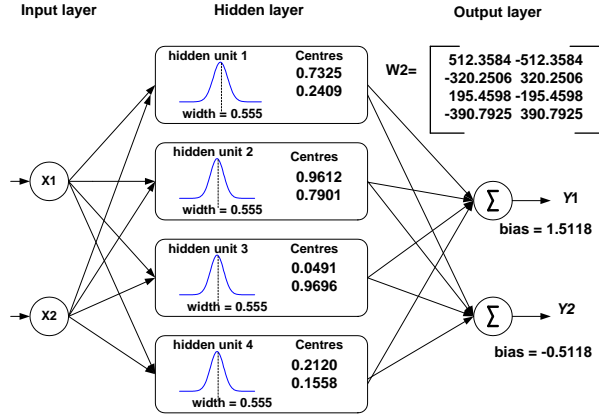 Input layer
Hidden layer
Output layer
hidden unit 1
Centres
0.7325
0.2409
width = 0.555
W2=
512.3584 -512.3584
-320.2506 320.2506
195.4598 -195.4598
-390.7925 390.7925
X1
hidden unit 2
Centres
0.9612
0.7901
width = 0.555
Σ
Y1
bias = 1.5118
hidden unit 3
Centres
0.0491
0.9696
width = 0.555
X2
Σ
Y2
bias = -0.5118
hidden unit 4
Centres
0.2120
0.1558
width = 0.555